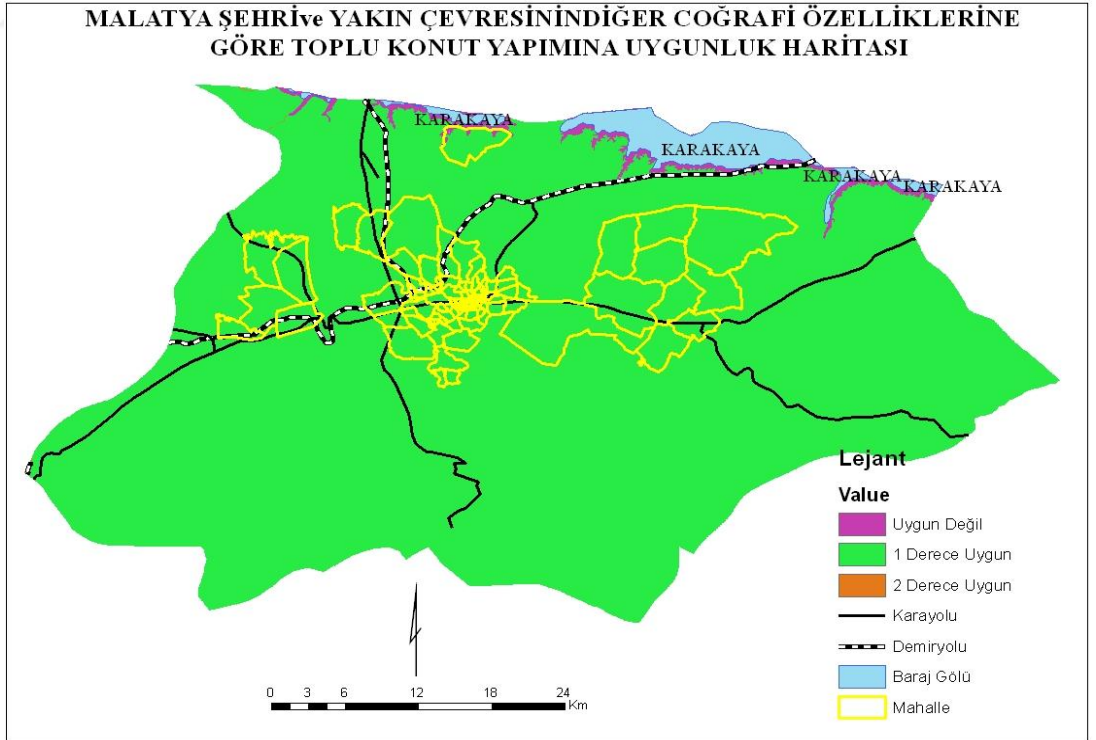 MALATYA ŞEHRİve YAKIN ÇEVRESİNİNDİĞER COĞRAFİ ÖZELLİKLERİNE
GÖRE TOPLU KONUT YAPIMINA UYGUNLUK HARİTASI
KARAKAYA
KARAKAYA
KARAKAYA
KARAKAYA
Lejant
Value
Uygun Değil
1 Derece Uygun
2 Derece Uygun
Karayolu
Demiryolu
Baraj Gölü
Mahalle
0 3 6 12 18 24
Km